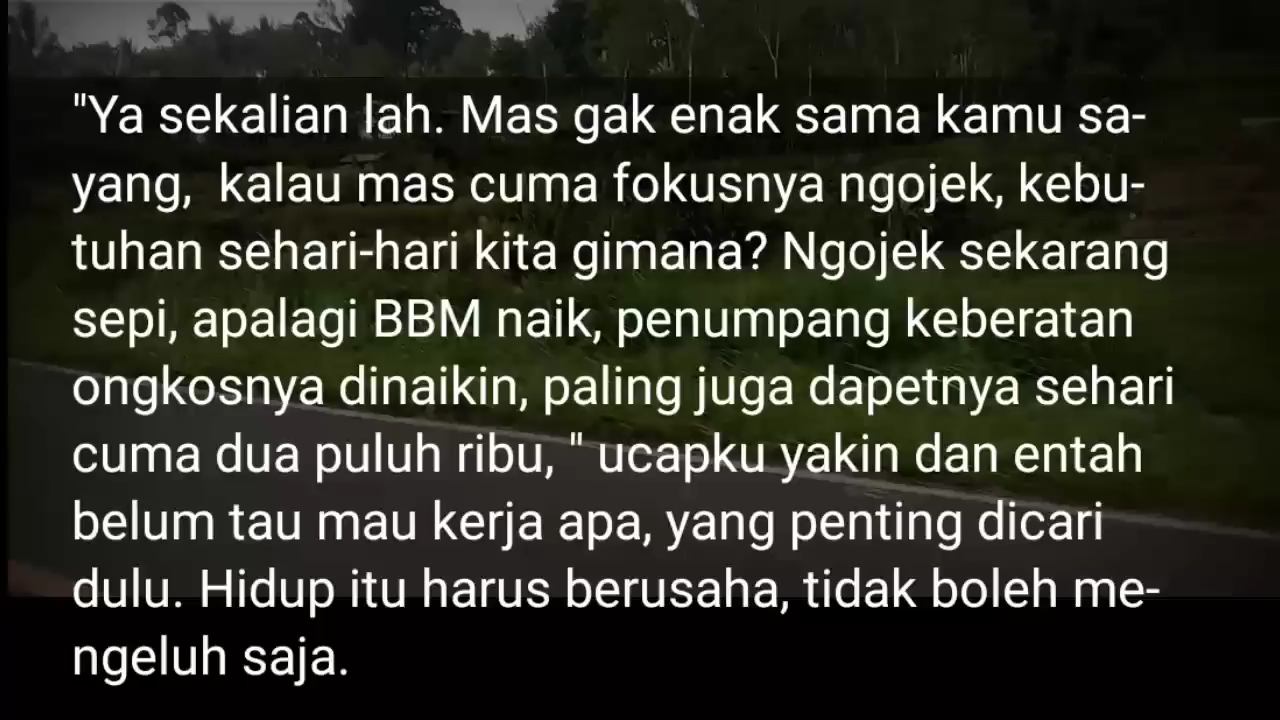 "Ya sekalian lah. Mas gak enak sama kamu sa-
yang,  kalau mas cuma fokusnya ngojek, kebu-
tuhan sehari-hari kita gimana? Ngojek sekarang
sepi, apalagi BBM naik, penumpang keberatan
ongkosnya dinaikin, paling juga dapetnya sehari
cuma dua puluh ribu, " ucapku yakin dan entah
belum tau mau kerja apa, yang penting dicari
dulu. Hidup itu harus berusaha, tidak boleh me-
ngeluh saja.